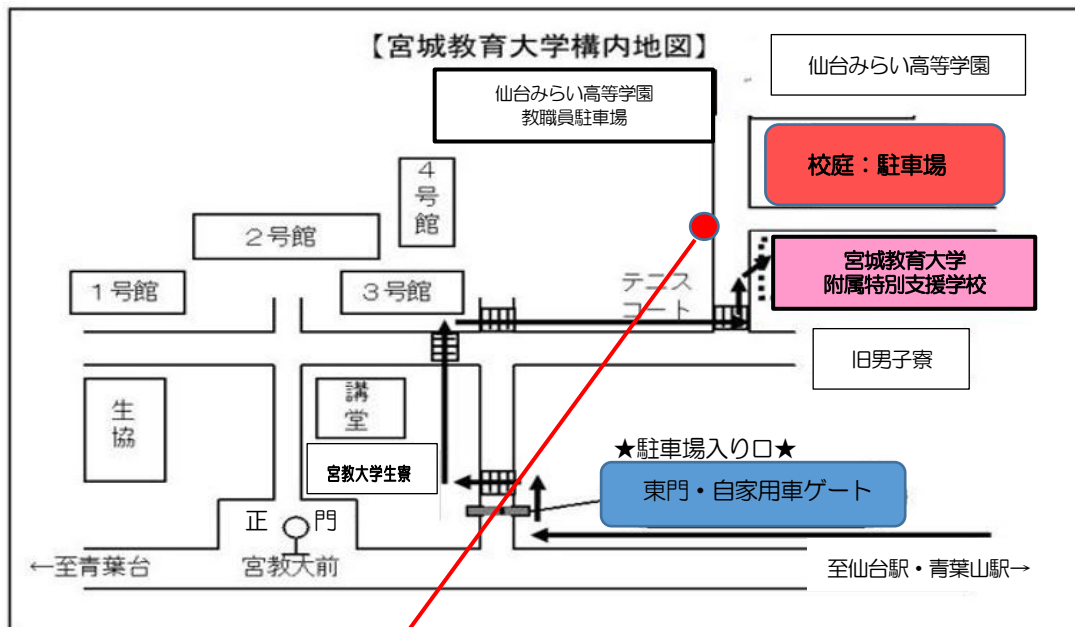 【宮城教育大学構内地図】
仙台みらい高等学園
仙台みらい高等学園
教職員駐車場
校庭：駐車場
4号館
2号館
宮城教育大学
附属特別支援学校
1号館
3号館
テニス
コート
旧男子寮
生協
講堂
★駐車場入り口★
宮教大学生寮
東門・自家用車ゲート
正門
←至青葉台
宮教大前
至仙台駅・青葉山駅→